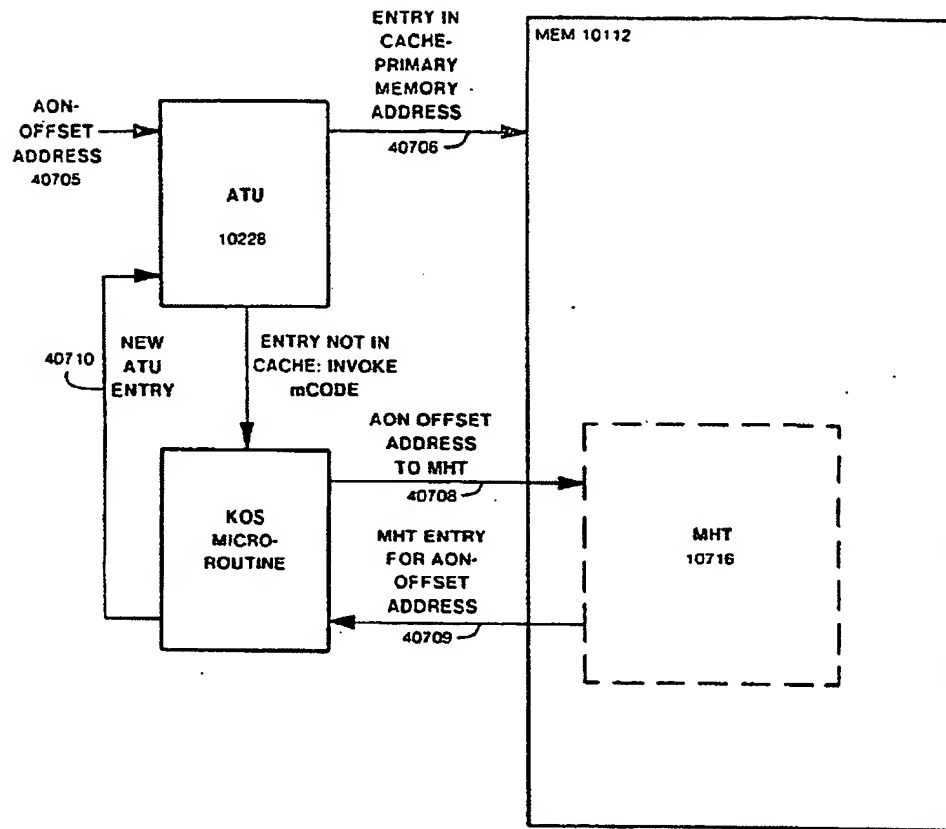 ENTRY IN
CACHE-
PRIMARY
MEMORY
ADDRESS
40706
MEM 10112
AON-
OFFSET
ADDRESS
40705
ATU
10228
40710
NEW
ATU
ENTRY
ENTRY NOT IN
CACHE: INVOKE
mCODE
AON OFFSET
ADDRESS
TO MHT
40708
KOS
MICRO-
ROUTINE
MHT ENTRY
FOR AON-
OFFSET
ADDRESS
40709
MHT
10716